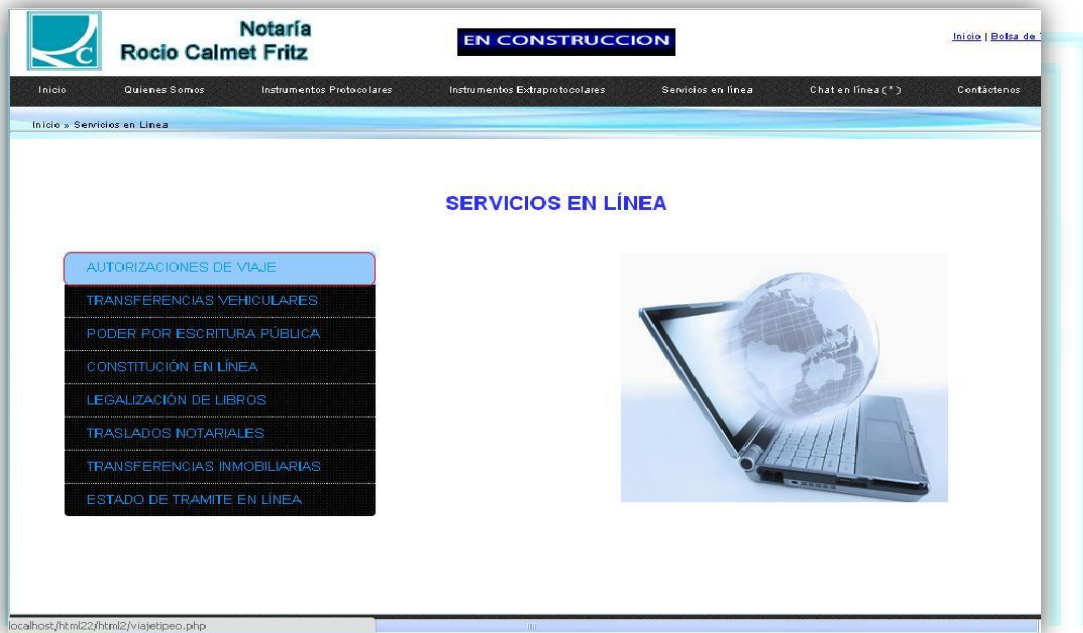 Notaría
Rocio Calmet Fritz
EN CONSTRUCCION
Inicio | Bolsa de
Inicio Quienes Somos Instrumentos Protocolares Instrumentos Extraprotocolares Servicios en línea Chat en línea (*) Contáctenos
Inicio » Servicios en Linea
SERVICIOS EN LÍNEA
AUTORIZACIONES DE VIAJE
TRANSFERENCIAS VEHICULARES
PODER POR ESCRITURA PÚBLICA
CONSTITUCIÓN EN LÍNEA
LEGALIZACIÓN DE LIBROS
TRASLADOS NOTARIALES
TRANSFERENCIAS INMOBILIARIAS
ESTADO DE TRAMITE EN LÍNEA
localhost/html22/html2/viajetipeo.php